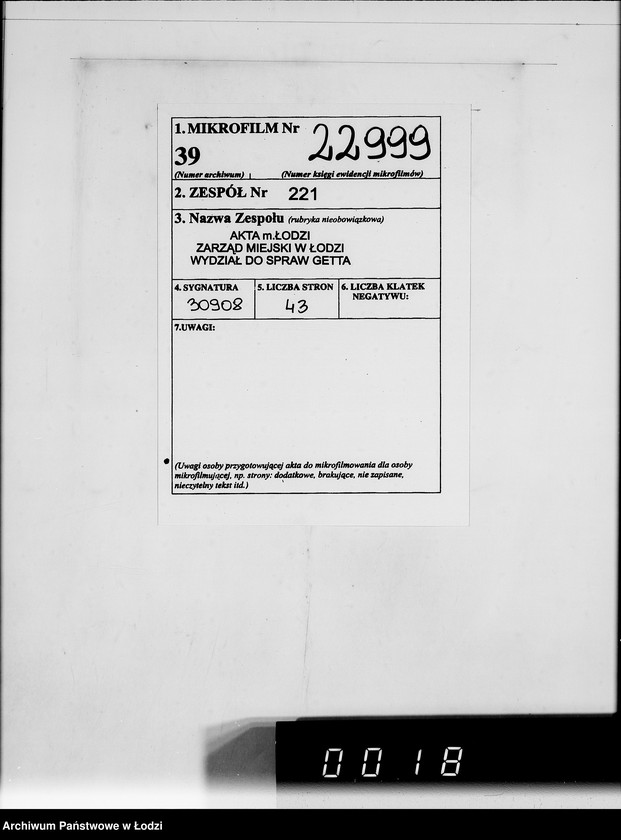 1. MIKROFILM Nr 22999
39
(Numer archiwum) (Numer księgi ewidencji mikrofilmów)
2. ZESPÓŁ Nr 221
3. Nazwa Zespołu (rubryka nieobowiązkowa)
AKTA m.ŁODZI
ZARZĄD MIEJSKI W ŁODZI
WYDZIAŁ DO SPRAW GETTA
4. SYGNATURA 5. LICZBA STRON 6. LICZBA KLATEK
NEGATYWU:
30908 43
7.UWAGI:
(Uwagi osoby przygotowującej akta do mikrofilmowania dla osoby
mikrofilmującej, np. strony: dodatkowe, brakujące, nie zapisane,
nieczytelny tekst itd.)
0018
Archiwum Państwowe w Łodzi